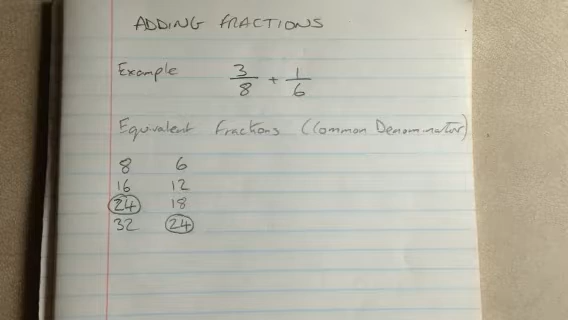 ADDING FRACTIONS
Example 3/8 + 1/6
Equivalent Fractions (Common Denominator)
8 6
16 12
24 18
32 24